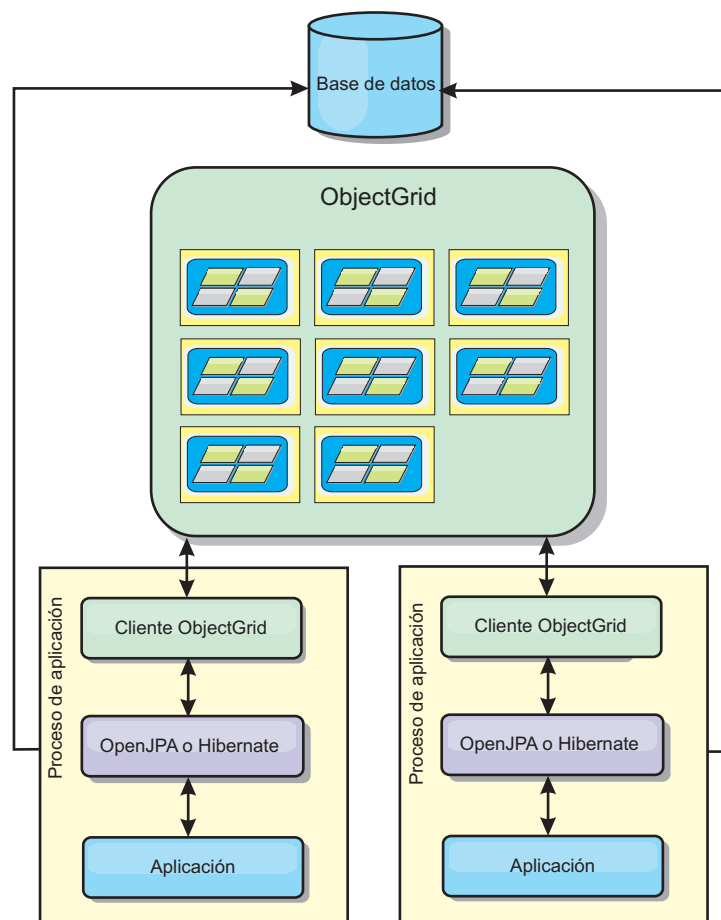 Base de datos
ObjectGrid
Proceso de aplicación
Cliente ObjectGrid
OpenJPA o Hibernate
Aplicación
Proceso de aplicación
Cliente ObjectGrid
OpenJPA o Hibernate
Aplicación